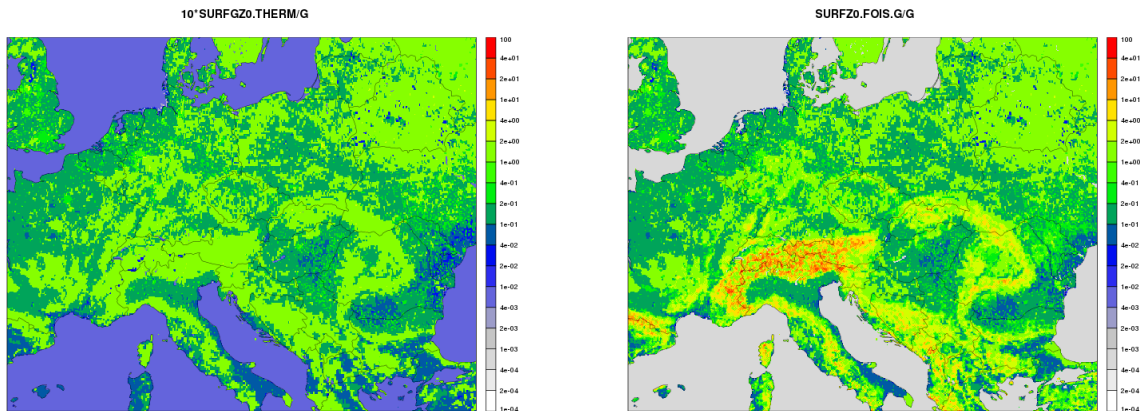 10*SURFGZ0.THERM/G
SURFZ0.FOIS.G/G
100
4e+01
2e+01
1e+01
4e+00
2e+00
1e+00
4e-01
2e-01
1e-01
4e-02
2e-02
1e-02
4e-03
2e-03
1e-03
4e-04
2e-04
1e-04
100
4e+01
2e+01
1e+01
4e+00
2e+00
1e+00
4e-01
2e-01
1e-01
4e-02
2e-02
1e-02
4e-03
2e-03
1e-03
4e-04
2e-04
1e-04